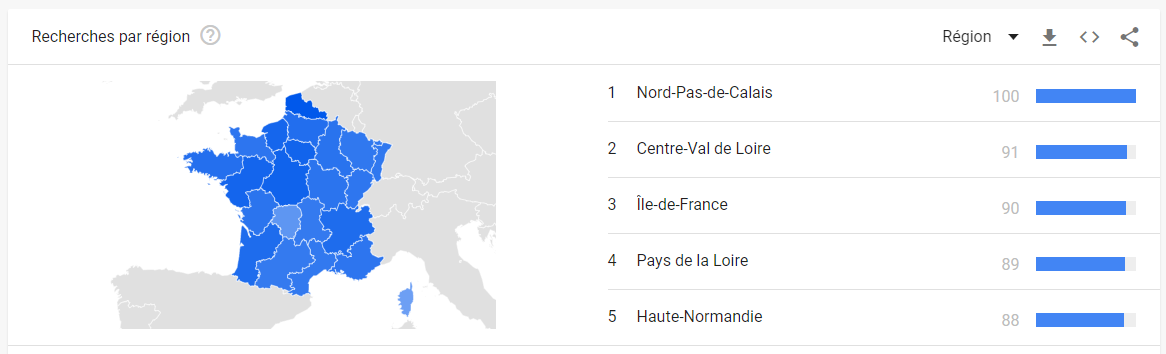 Recherches par région ?
Région
1 Nord-Pas-de-Calais 100
2 Centre-Val de Loire 91
3 Île-de-France 90
4 Pays de la Loire 89
5 Haute-Normandie 88